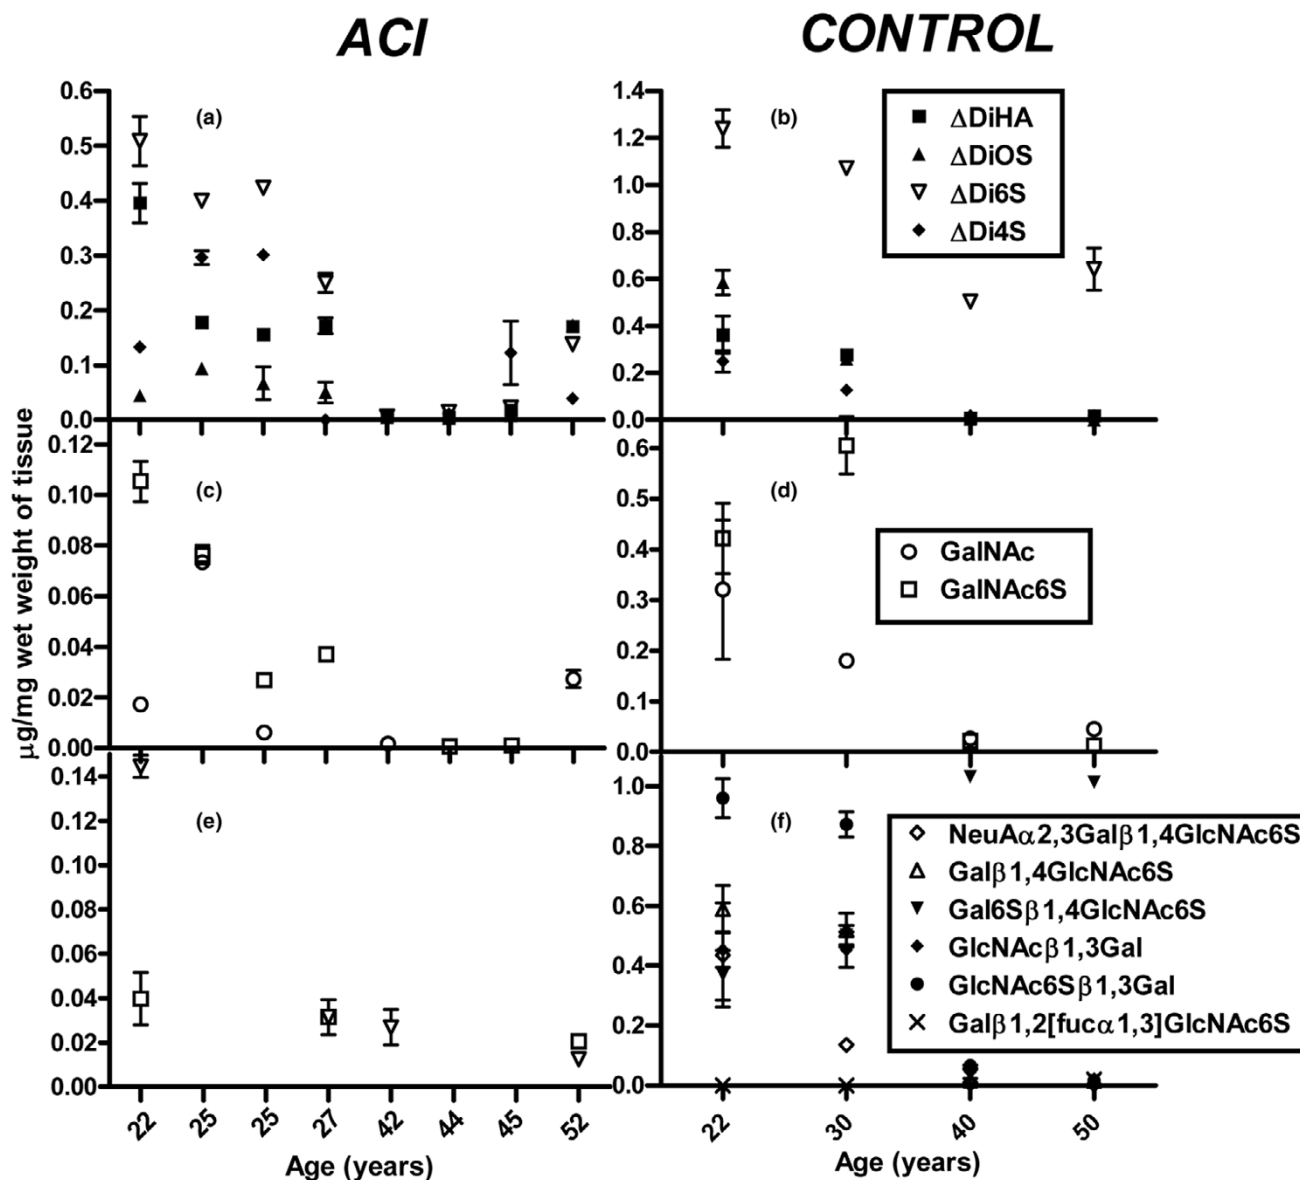 ACI
CONTROL
µg/mg wet weight of tissue
(a)
0.6
0.5
0.4
0.3
0.2
0.1
0.0
(b)
1.4
1.2
1.0
0.8
0.6
0.4
0.2
0.0
ΔDiHA
ΔDiOS
ΔDi6S
ΔDi4S
(c)
0.12
0.10
0.08
0.06
0.04
0.02
0.00
(d)
0.6
0.5
0.4
0.3
0.2
0.1
0.0
GalNAc
GalNAc6S
(e)
0.14
0.12
0.10
0.08
0.06
0.04
0.02
0.00
(f)
1.0
0.8
0.6
0.4
0.2
0.0
NeuAα2,3Galβ1,4GlcNAc6S
Galβ1,4GlcNAc6S
Gal6Sβ1,4GlcNAc6S
GlcNAcβ1,3Gal
GlcNAc6Sβ1,3Gal
Galβ1,2[fucα1,3]GlcNAc6S
22 25 25 27 42 44 45 52
Age (years)
22 30 40 50
Age (years)